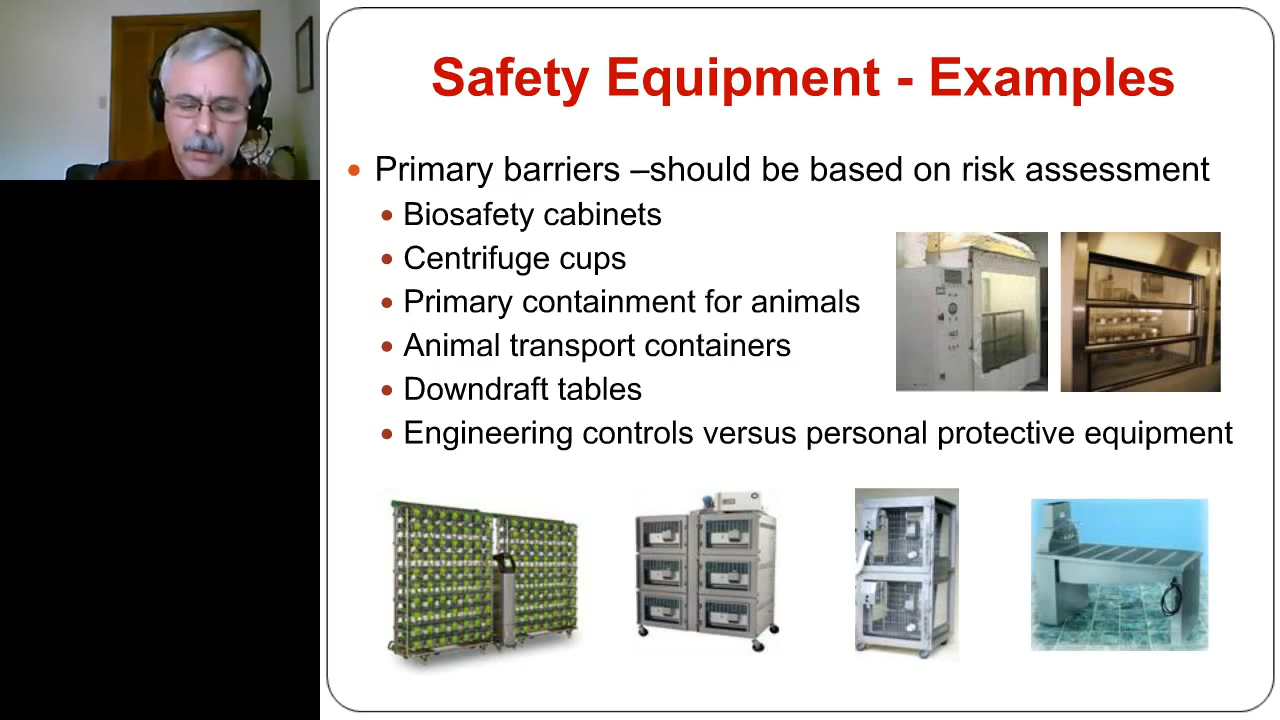 Safety Equipment - Examples
Primary barriers –should be based on risk assessment
Biosafety cabinets
Centrifuge cups
Primary containment for animals
Animal transport containers
Downdraft tables
Engineering controls versus personal protective equipment